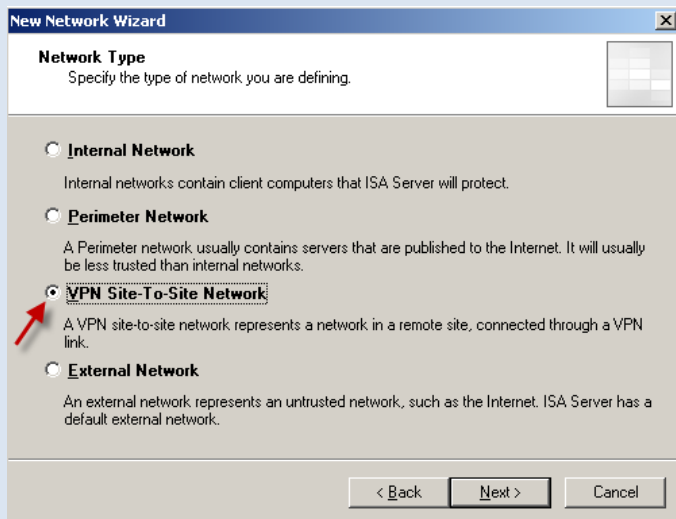 New Network Wizard
Network Type
Specify the type of network you are defining.
Internal Network
Internal networks contain client computers that ISA Server will protect.
Perimeter Network
A Perimeter network usually contains servers that are published to the Internet. It will usually
be less trusted than internal networks.
VPN Site-To-Site Network
A VPN site-to-site network represents a network in a remote site, connected through a VPN
link.
External Network
An external network represents an untrusted network, such as the Internet. ISA Server has a
default external network.
< Back Next > Cancel